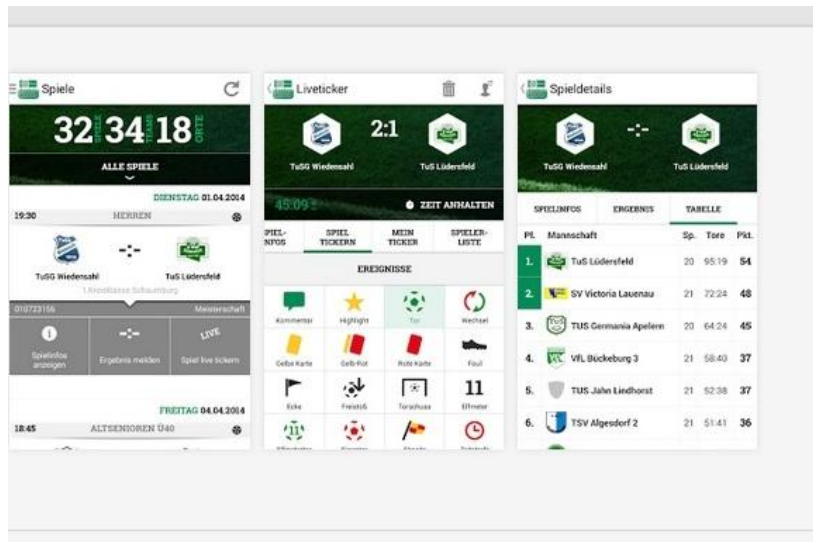 Spiele
32 SPIELE 34 TEAMS 18 ORTE
ALLE SPIELE
DIENSTAG 01.04.2014
19:30 HERREN
-:-
TuSG Wiedensahl TuS Lüdersfeld
1.Kreisklasse Schaumburg
010723156 Meisterschaft
-:- LIVE
Spielinfos anzeigen Ergebnis melden Spiel live tickern
FREITAG 04.04.2014
18:45 ALTSENIOREN Ü40
Liveticker
2:1
TuSG Wiedensahl TuS Lüdersfeld
45:09 ZEIT ANHALTEN
SPIEL TICKERN MEIN TICKER SPIELER-LISTE
EREIGNISSE
Kommentar Highlight Tor Wechsel
Gelbe Karte Gelb-Rot Rote Karte Foul
11
Ecke Freistoß Torschuss Elfmeter
11
Spieldetails
-:-
TuSG Wiedensahl TuS Lüdersfeld
SPIELINFOS ERGEBNIS TABELLE
Pl. Mannschaft Sp. Tore Pkt.
1. TuS Lüdersfeld 20 95:19 54
2. SV Victoria Lauenau 21 72:24 48
3. TUS Germania Apelern 20 64:24 45
4. VfL Bückeburg 3 21 58:40 37
5. TUS Jahn Lindhorst 21 52:38 37
6. TSV Algesdorf 2 21 51:41 36